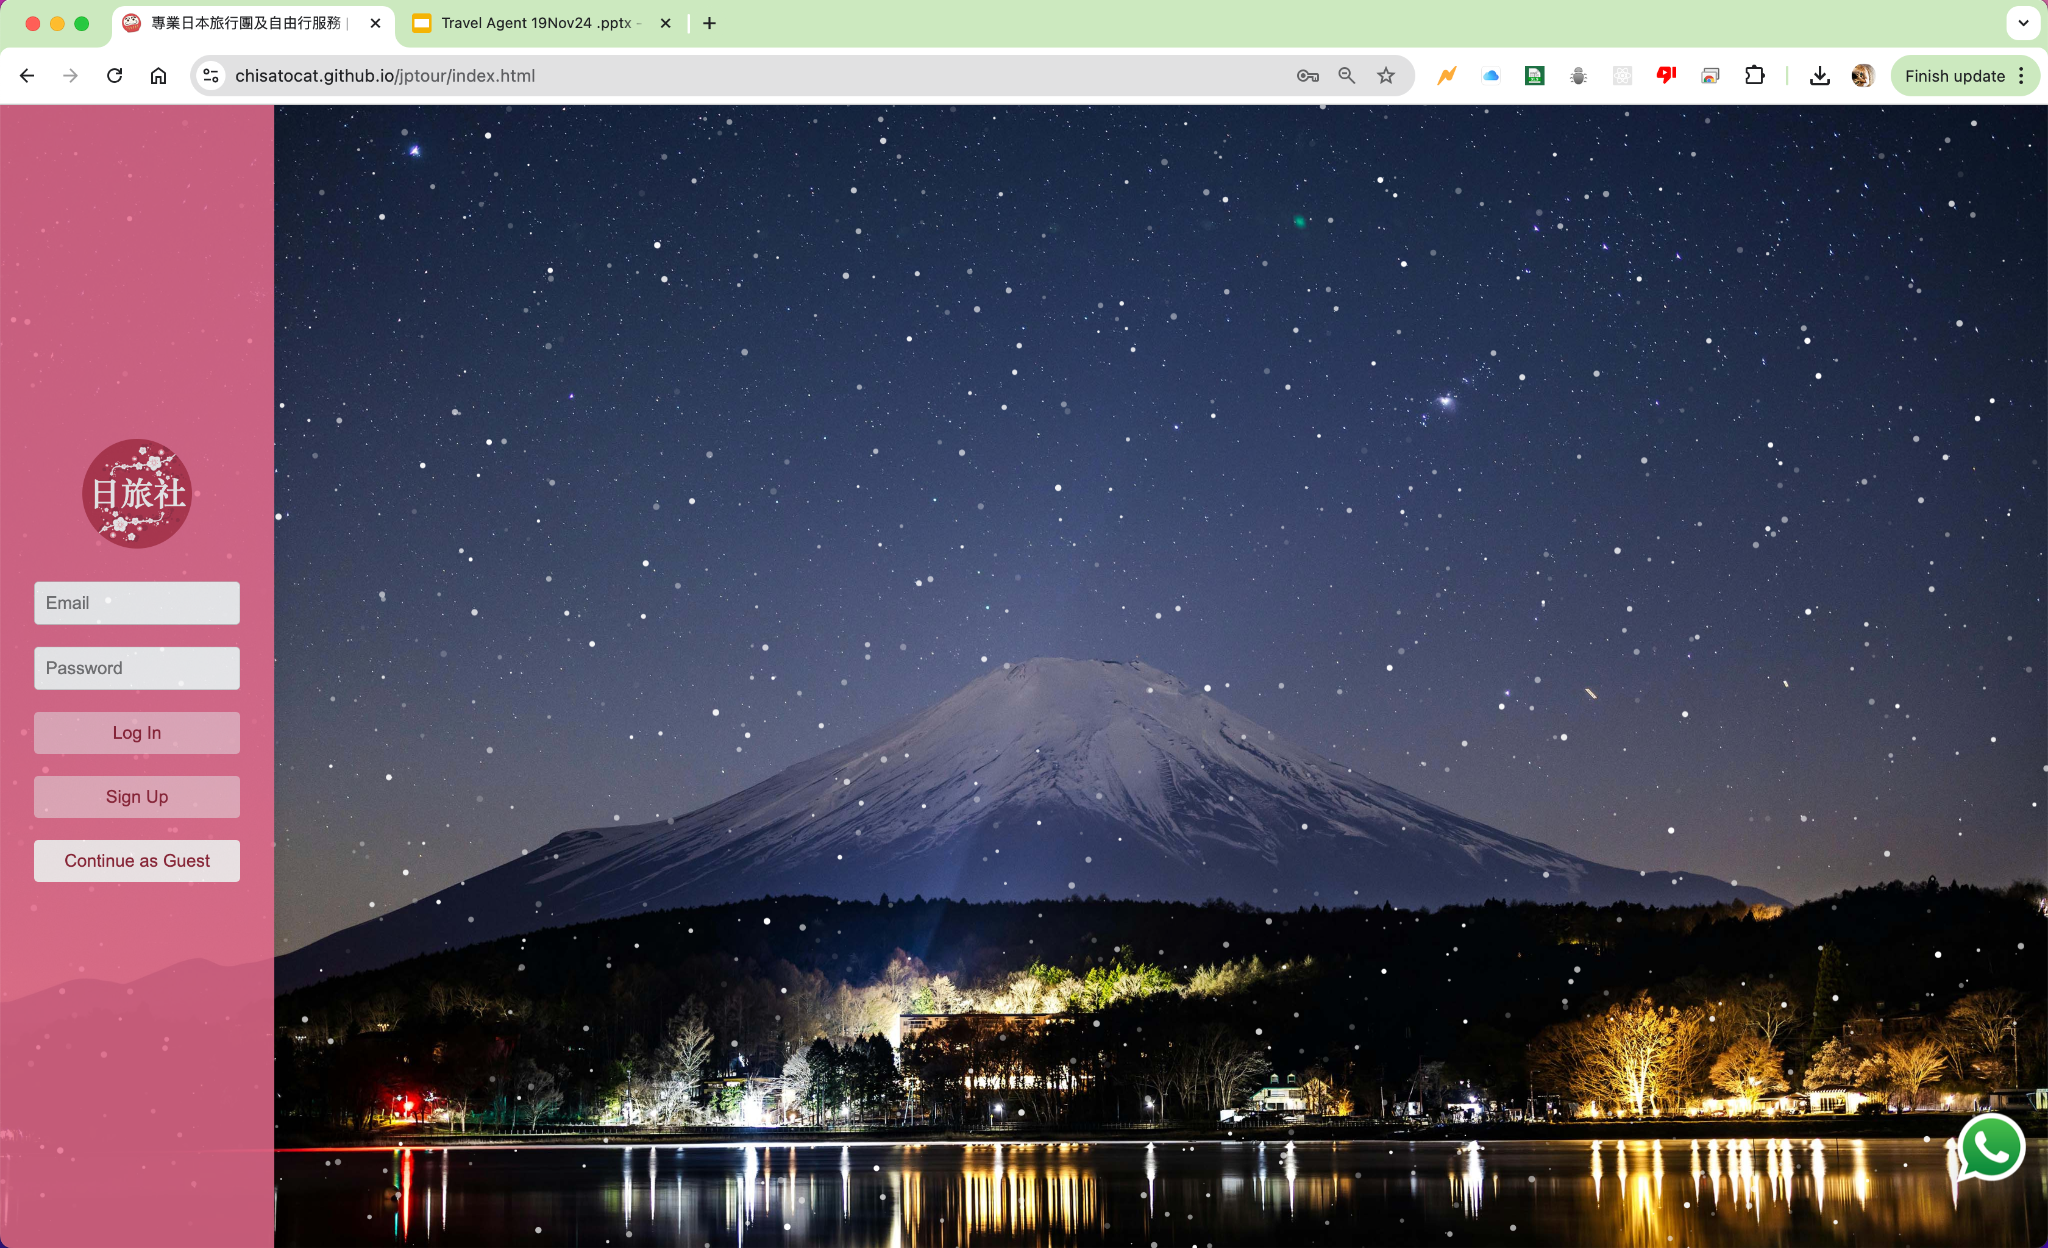 專業日本旅行團及自由行服務 |
Travel Agent 19Nov24 .pptx -
chisatocat.github.io/jptour/index.html
Finish update
日旅社
Email
Password
Log In
Sign Up
Continue as Guest